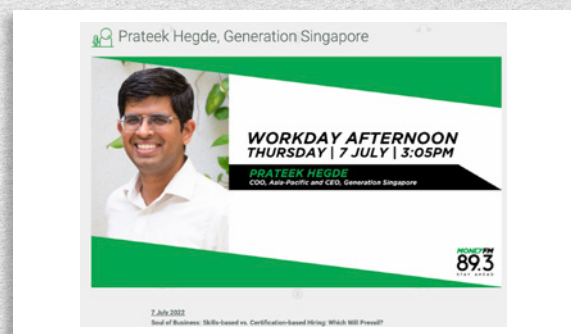 Prateek Hegde, Generation Singapore
WORKDAY AFTERNOON
THURSDAY | 7 JULY | 3:05PM
PRATEEK HEGDE
COO, Asia-Pacific and CEO, Generation Singapore
MONEY FM
89.3
STAY AHEAD
7 July 2022
Soul of Business: Skills-based vs. Certification-based Hiring: Which Will Prevail?